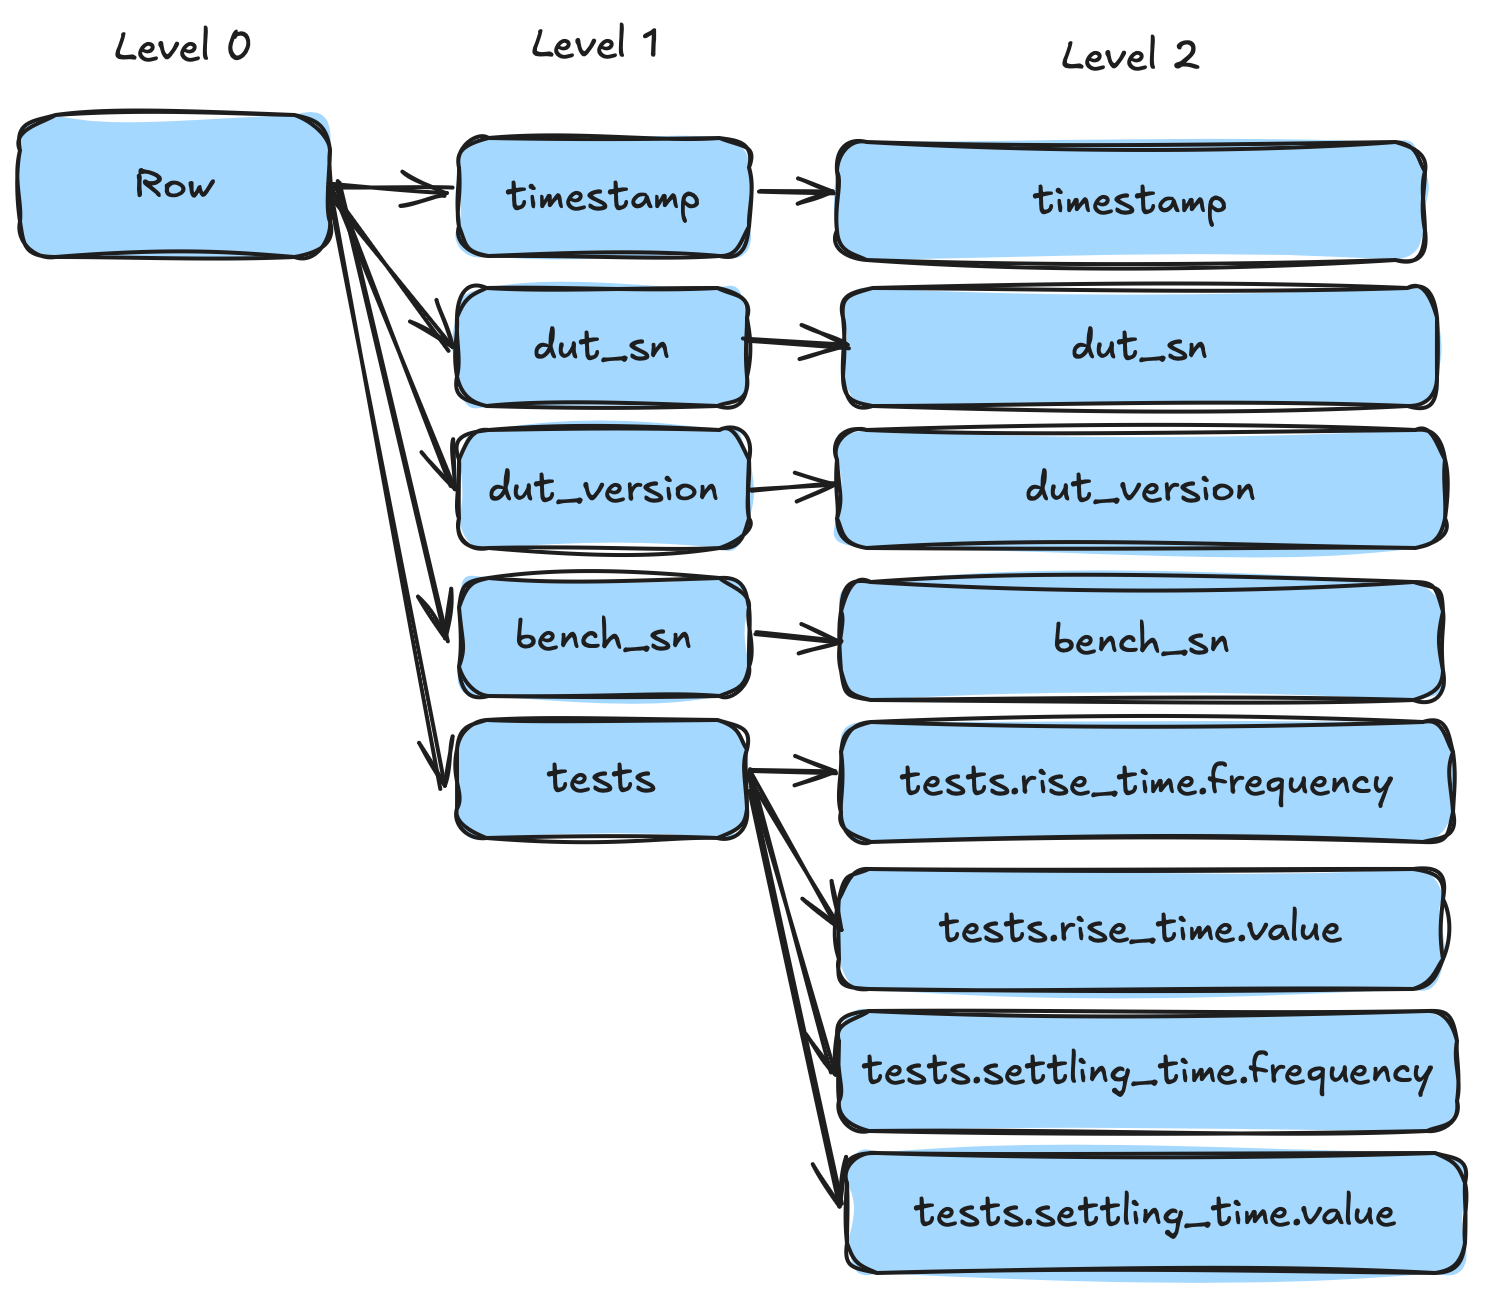 Level 0
Level 1
Level 2
Row
timestamp
timestamp
dut_sn
dut_sn
dut_version
dut_version
bench_sn
bench_sn
tests
tests.rise_time.frequency
tests.rise_time.value
tests.settling_time.frequency
tests.settling_time.value